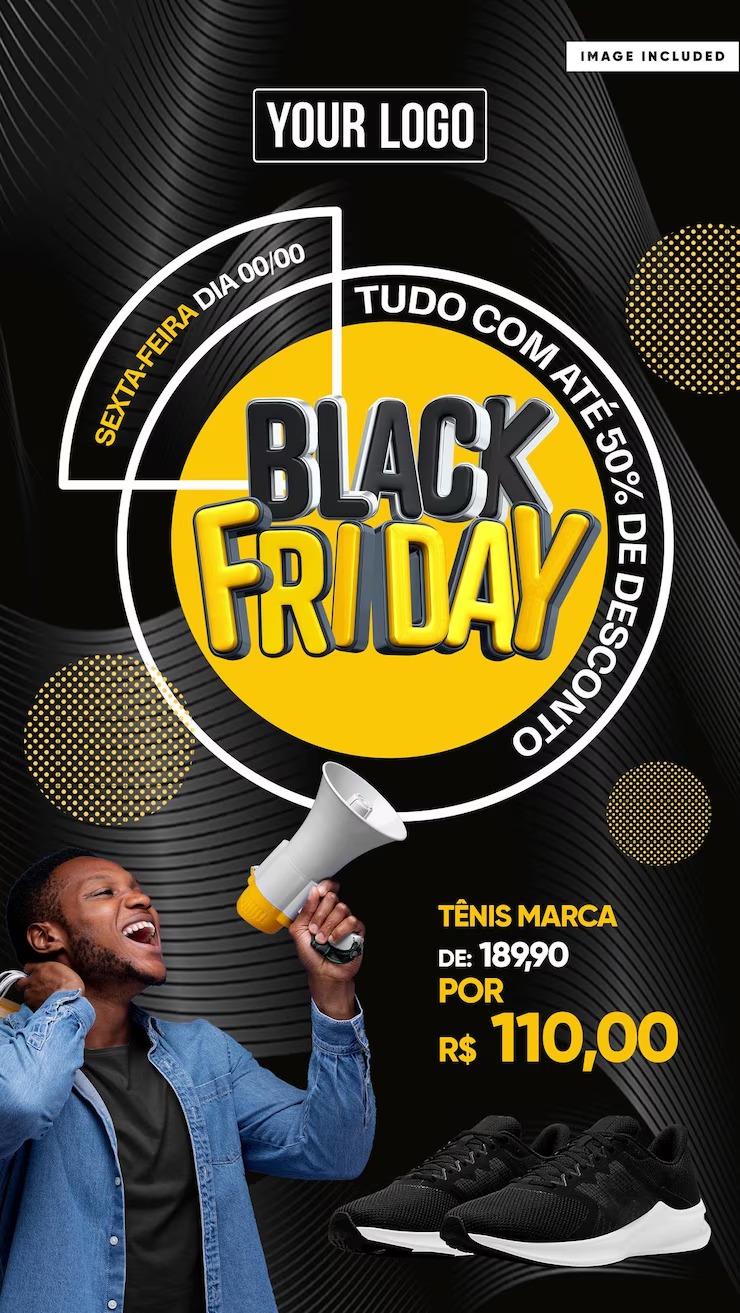 IMAGE INCLUDED
YOUR LOGO
SEXTA-FEIRA DIA 00/00
TUDO COM ATÉ 50% DE DESCONTO
BLACK
FRIDAY
TÊNIS MARCA
DE: 189,90
POR
R$ 110,00